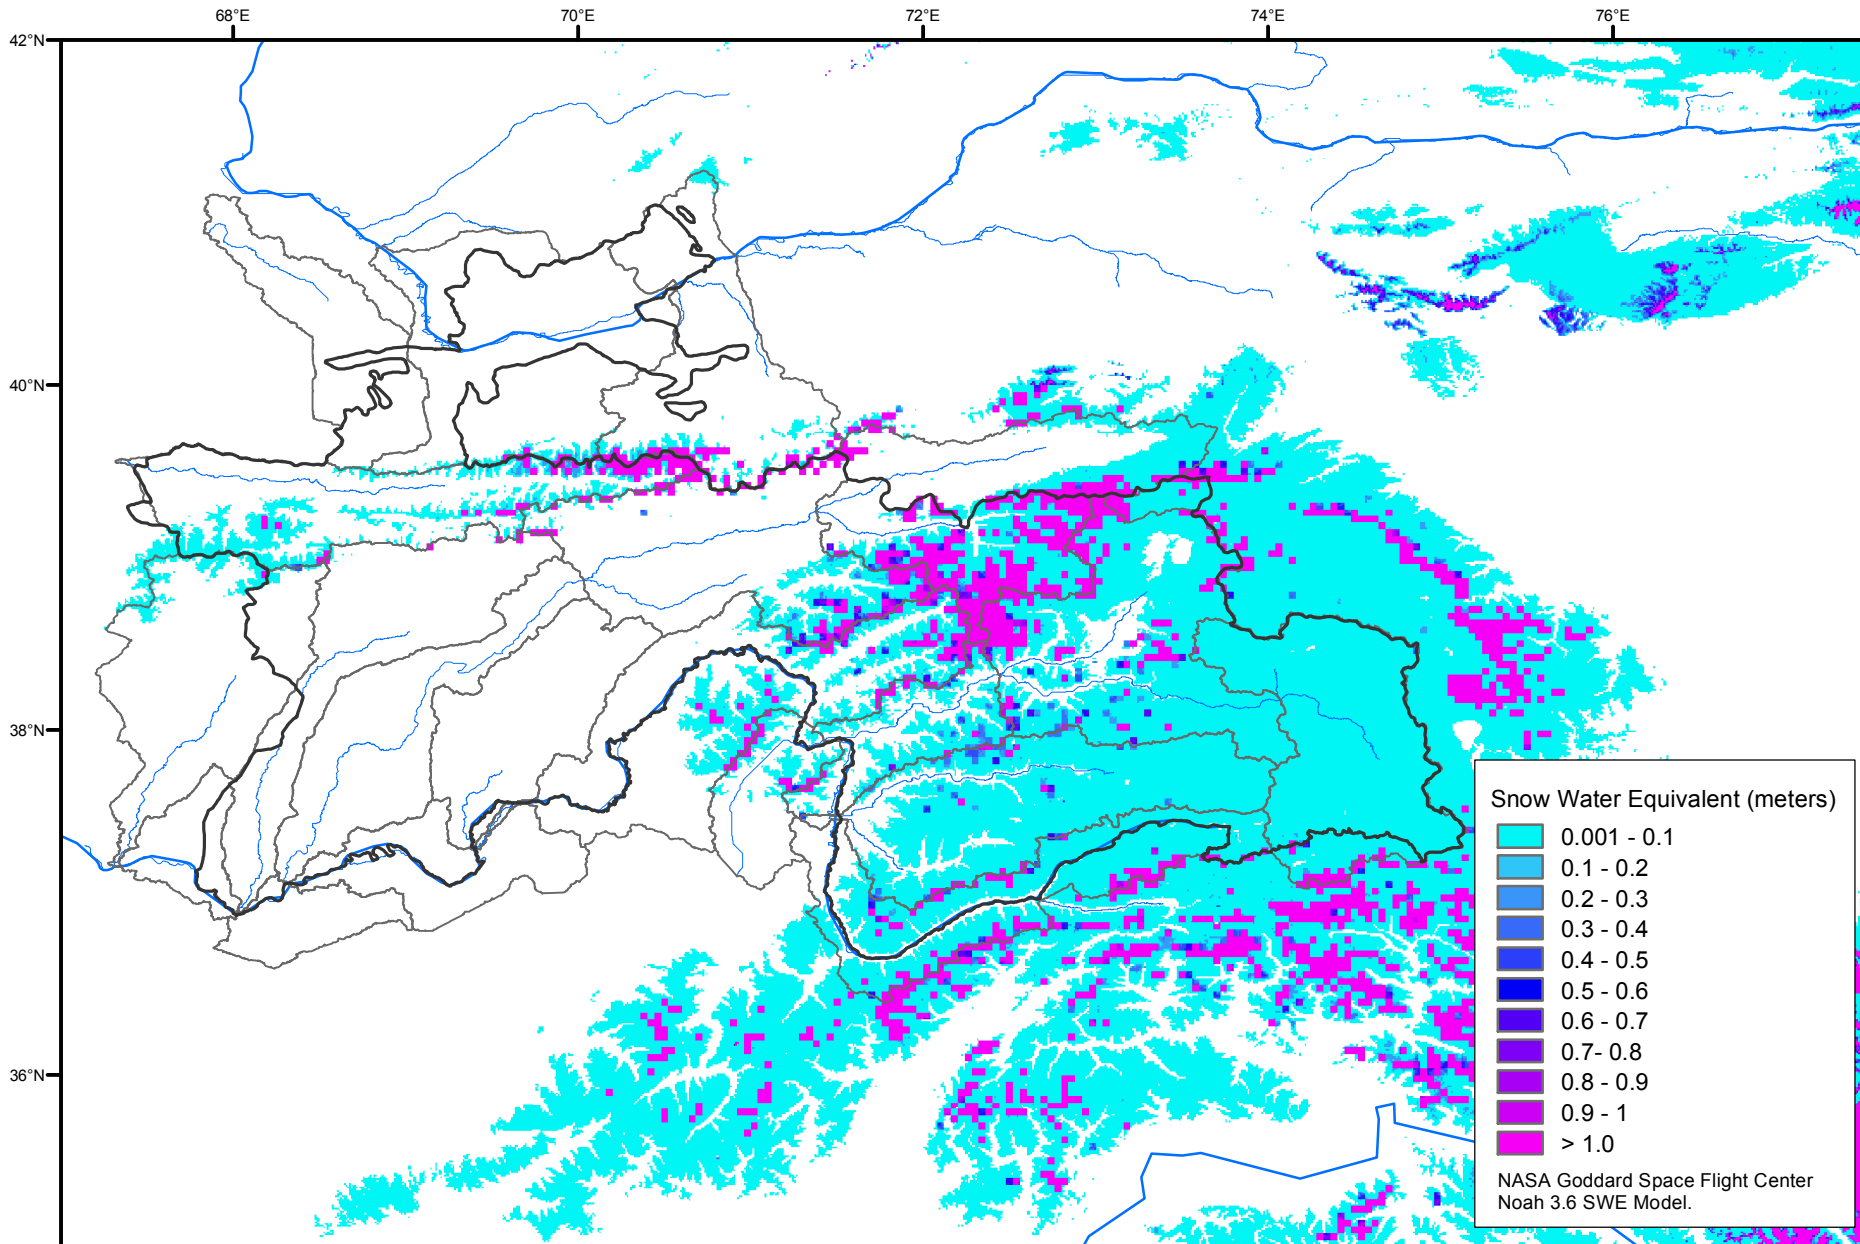 68°E
70°E
72°E
74°E
76°E
42°N
40°N
38°N
36°N
Snow Water Equivalent (meters)
0.001 - 0.1
0.1 - 0.2
0.2 - 0.3
0.3 - 0.4
0.4 - 0.5
0.5 - 0.6
0.6 - 0.7
0.7- 0.8
0.8 - 0.9
0.9 - 1
> 1.0
NASA Goddard Space Flight Center
Noah 3.6 SWE Model.